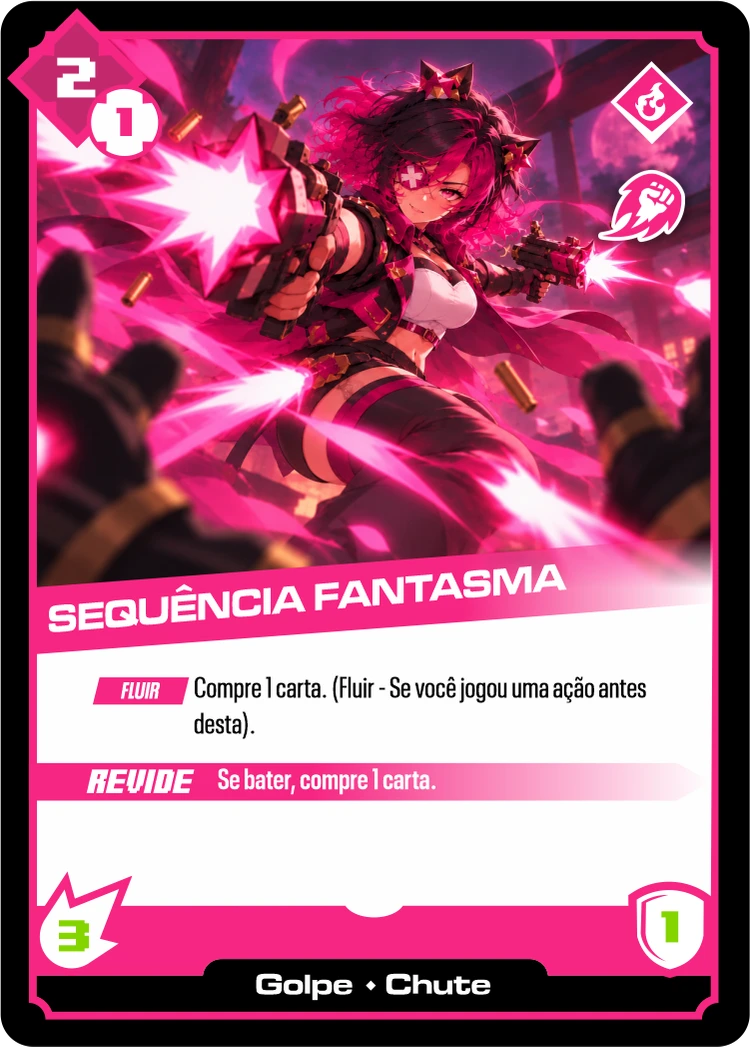 2
1
SEQUÊNCIA FANTASMA
FLUIR Compre 1 carta. (Fluir - Se você jogou uma ação antes
desta).
REVIDE Se bater, compre 1 carta.
3
1
Golpe • Chute